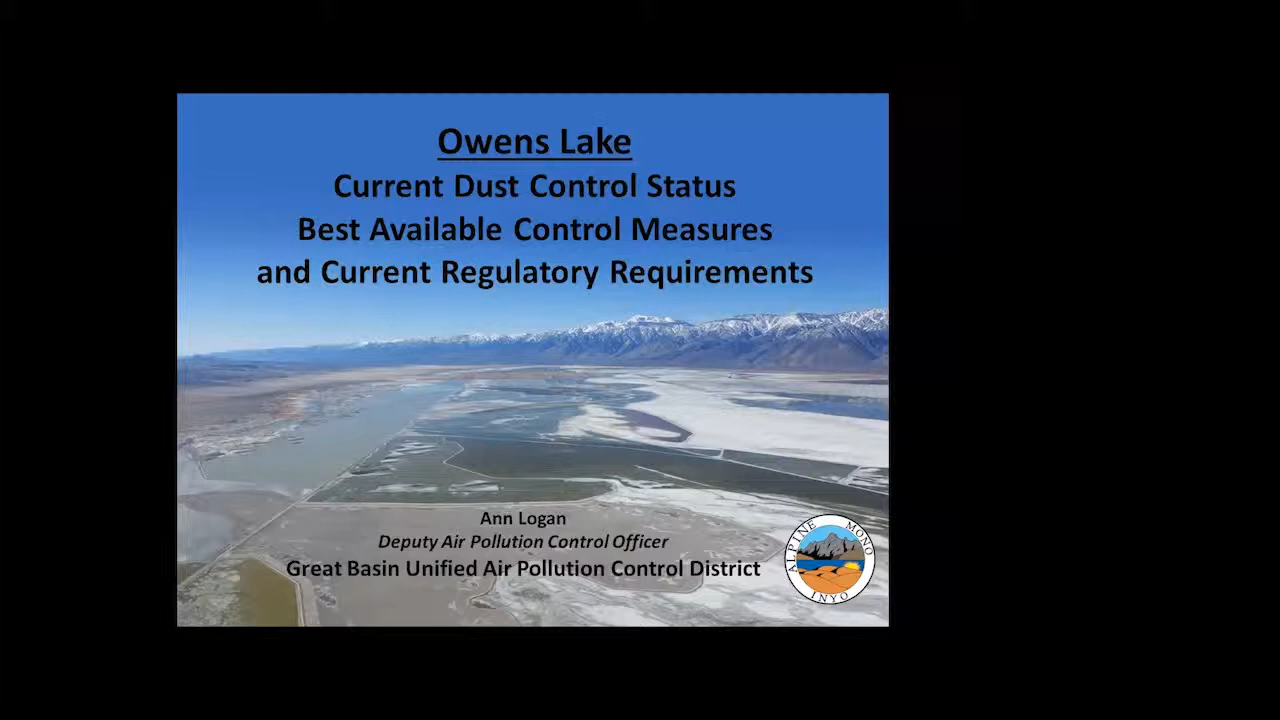 Owens Lake
Current Dust Control Status
Best Available Control Measures
and Current Regulatory Requirements
Ann Logan
Deputy Air Pollution Control Officer
Great Basin Unified Air Pollution Control District
ALPINE MONO
INYO